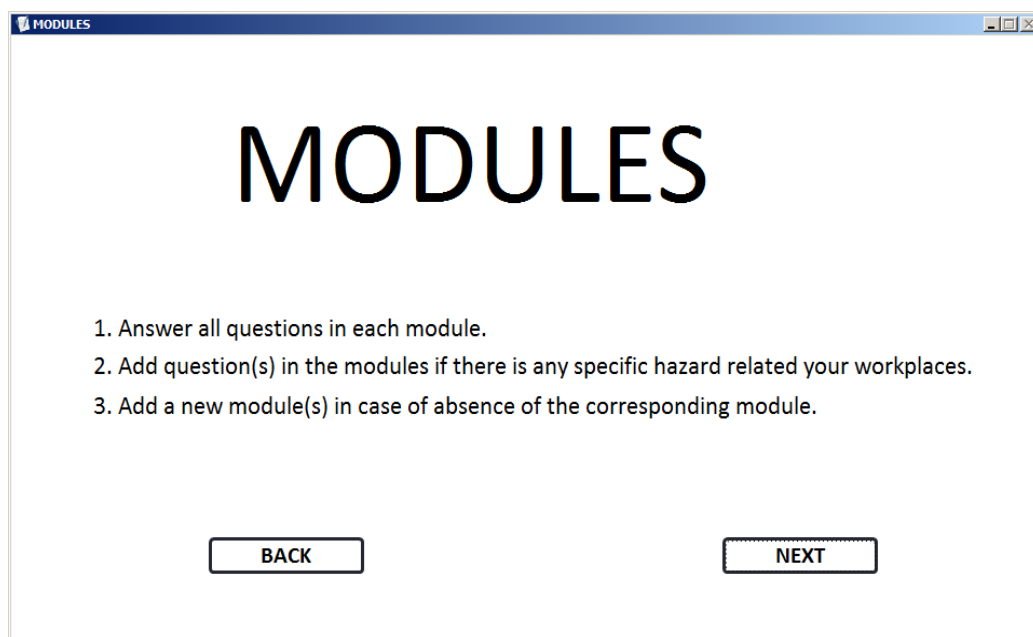 MODULES
MODULES
1. Answer all questions in each module.
2. Add question(s) in the modules if there is any specific hazard related your workplaces.
3. Add a new module(s) in case of absence of the corresponding module.
BACK NEXT